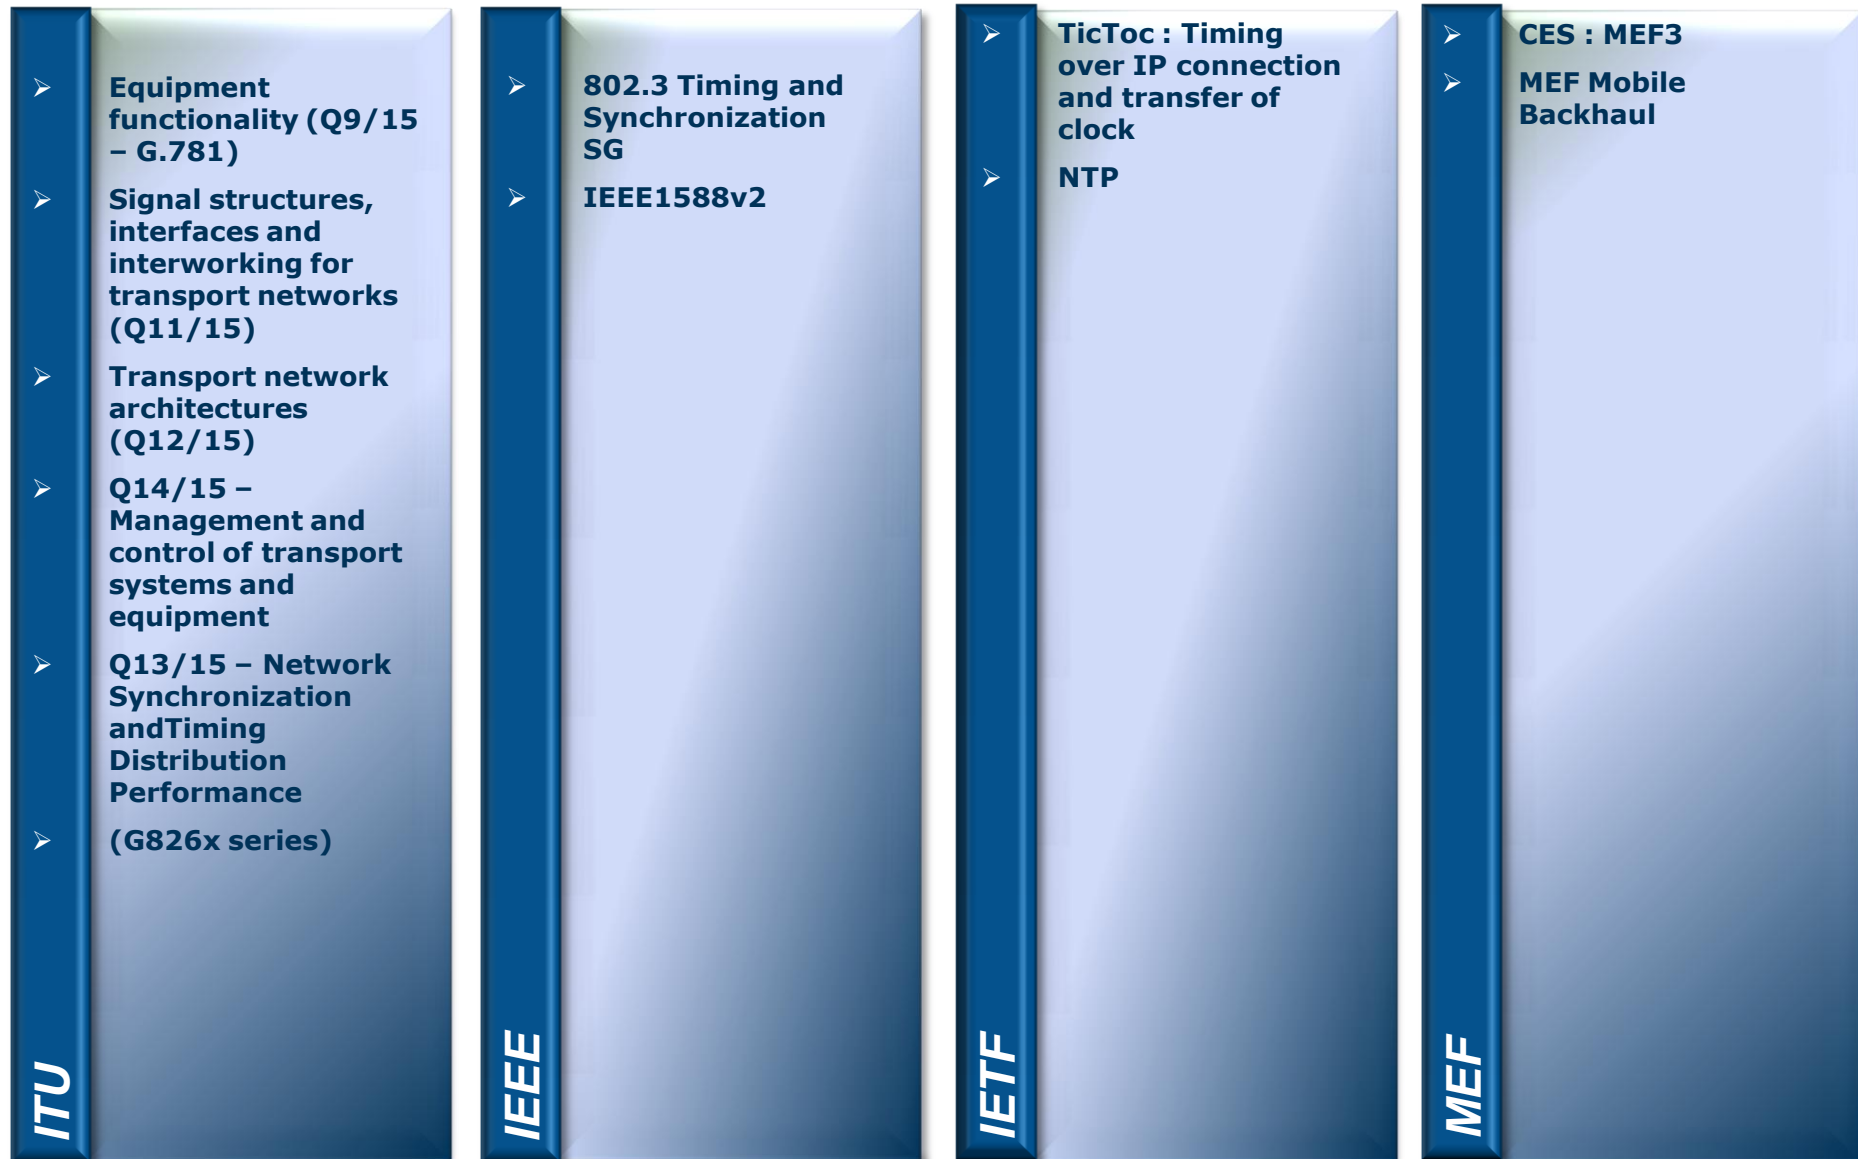 Equipment
functionality (Q9/15
– G.781)
Signal structures,
interfaces and
interworking for
transport networks
(Q11/15)
Transport network
architectures
(Q12/15)
Q14/15 –
Management and
control of transport
systems and
equipment
Q13/15 – Network
Synchronization
andTiming
Distribution
Performance
(G826x series)
ITU
802.3 Timing and
Synchronization
SG
IEEE1588v2
IEEE
TicToc : Timing
over IP connection
and transfer of
clock
NTP
IETF
CES : MEF3
MEF Mobile
Backhaul
MEF